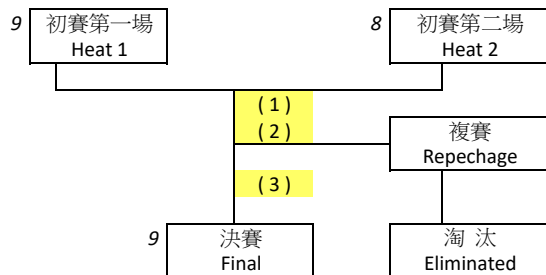 9
初賽第一場
Heat 1
8
初賽第二場
Heat 2
( 1 )
( 2 )
複賽
Repechage
( 3 )
9
決賽
Final
淘 汰
Eliminated